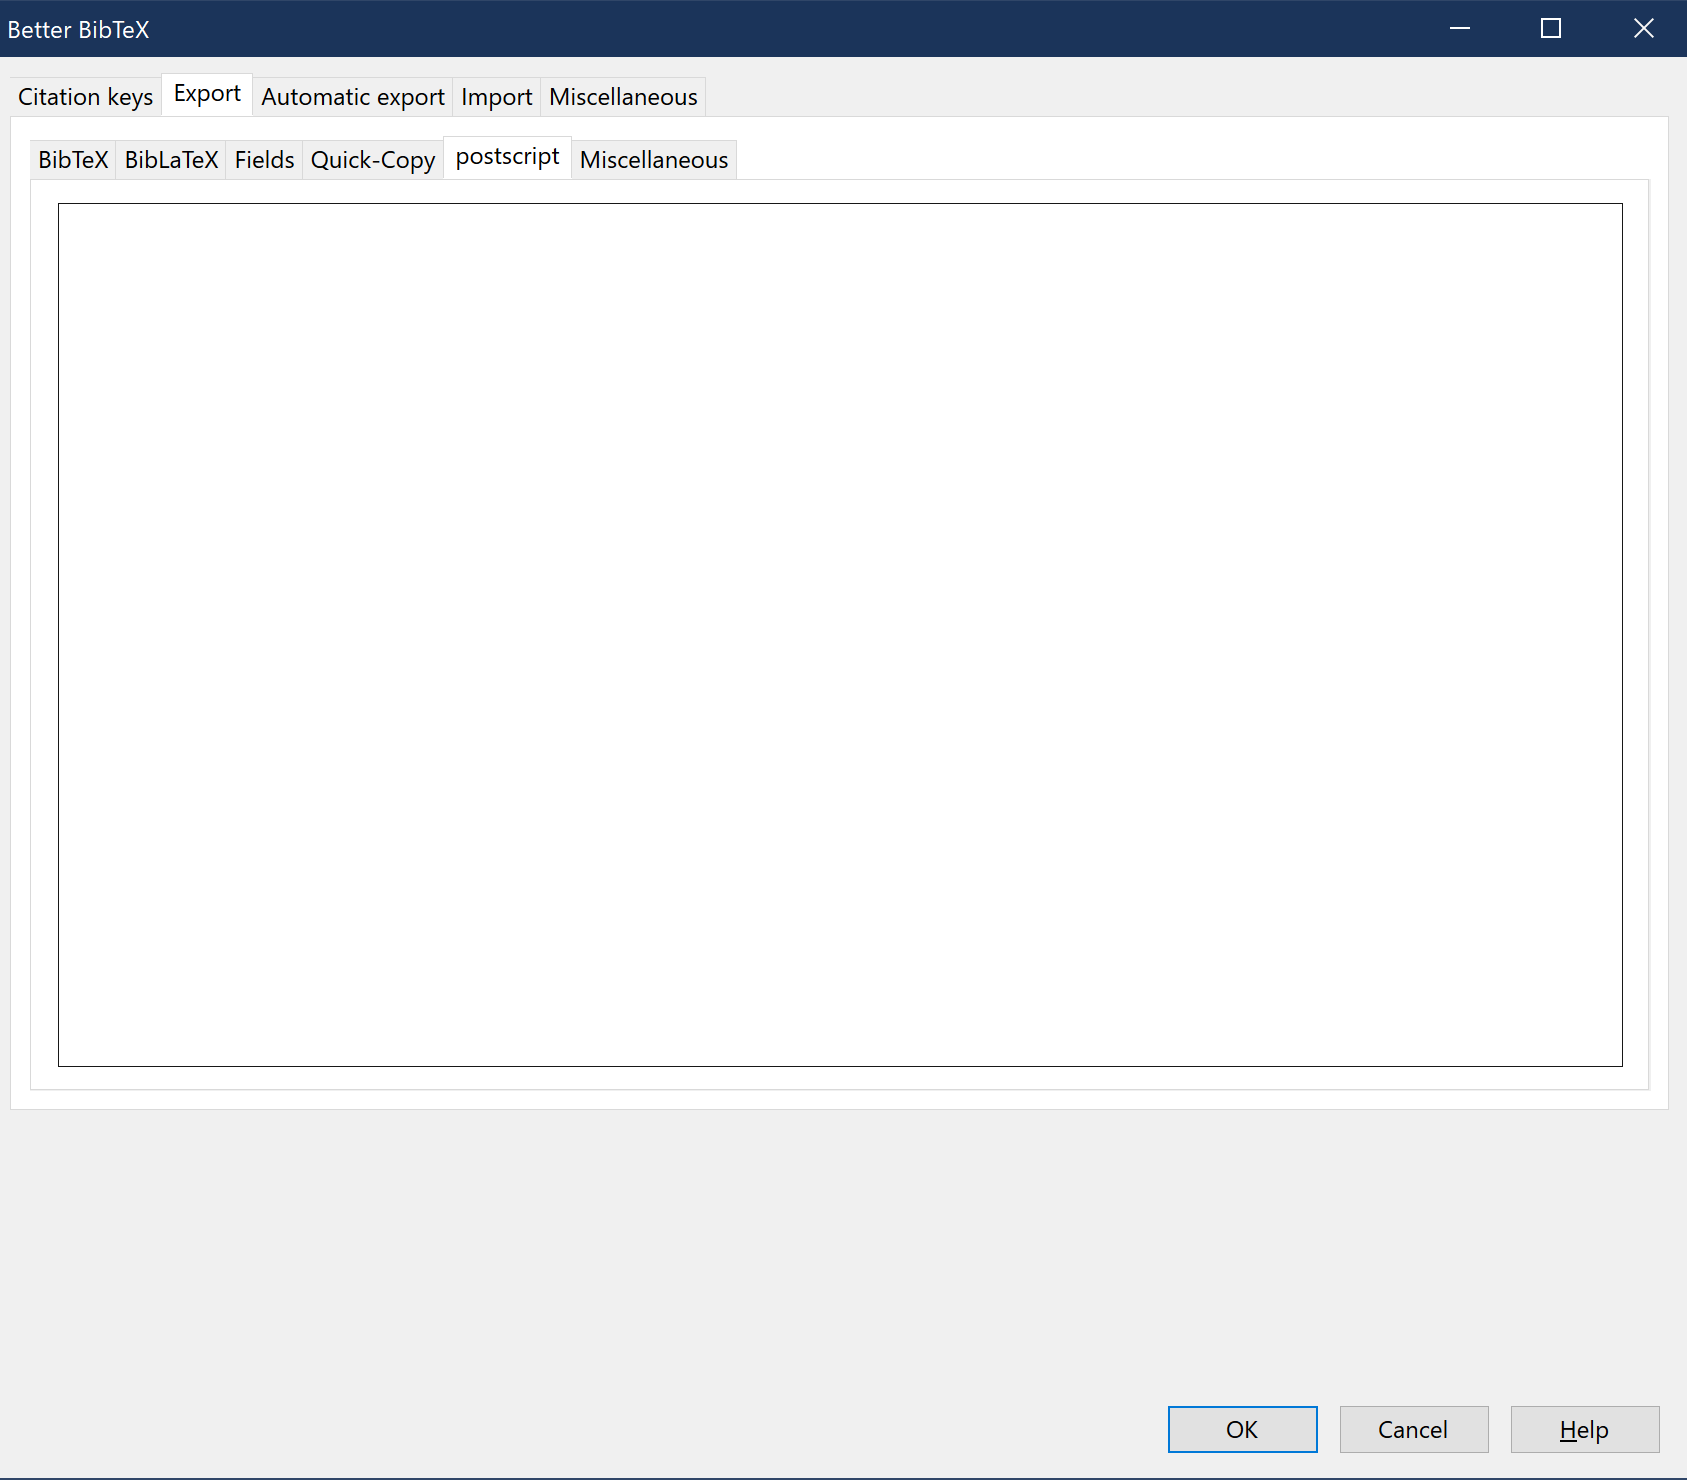 Better BibTeX
Citation keys Export Automatic export Import Miscellaneous
BibTeX BibLaTeX Fields Quick-Copy postscript Miscellaneous
OK Cancel Help